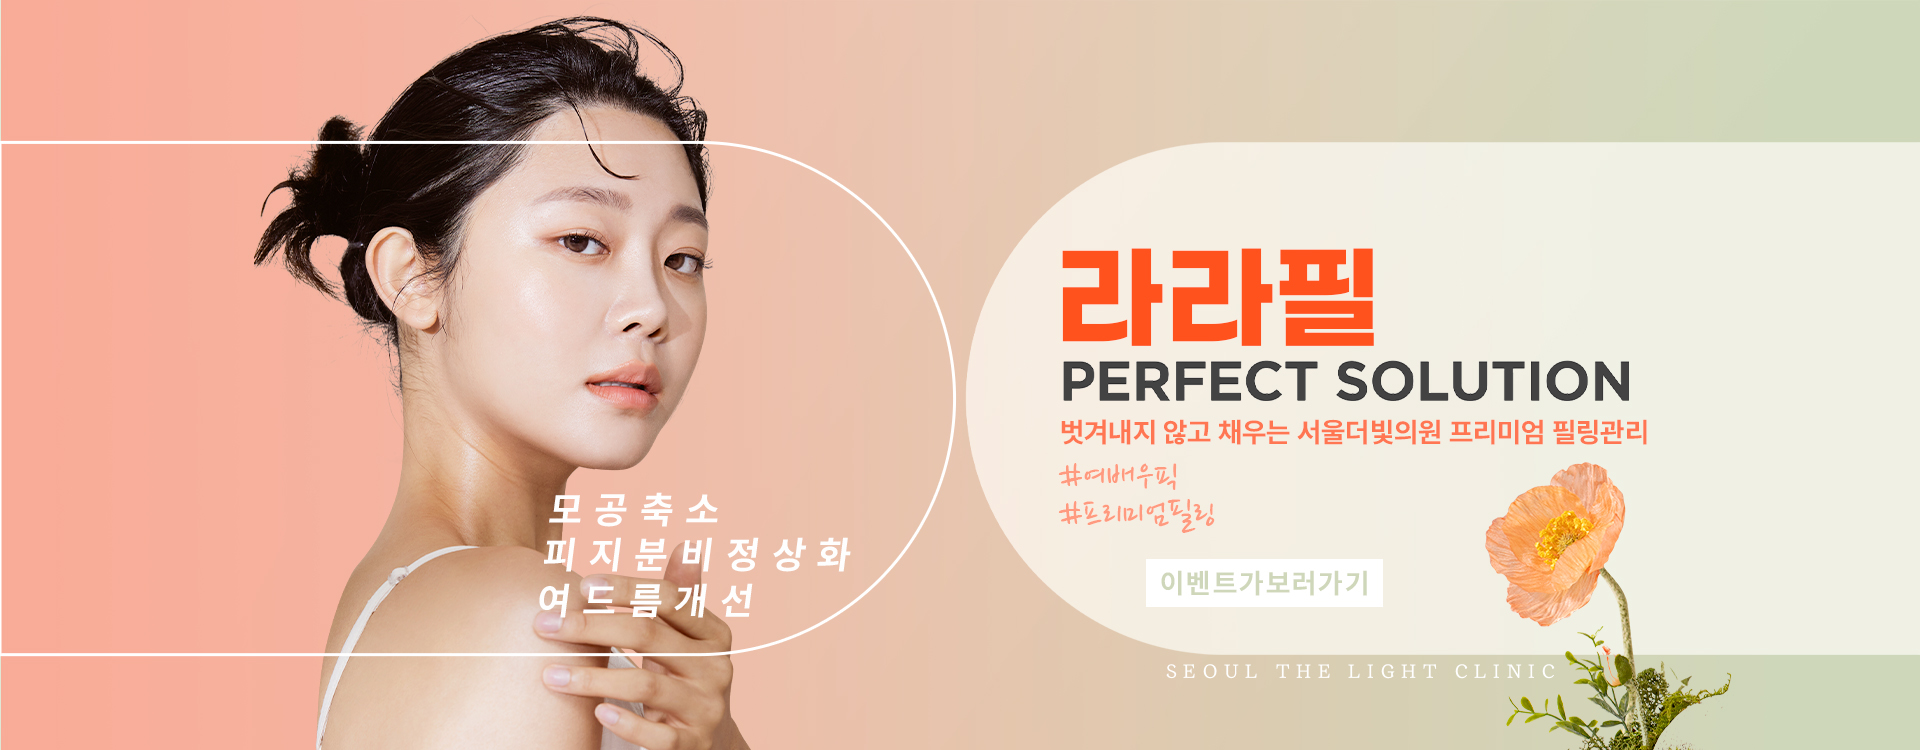 모공축소
피지분비정상화
여드름개선
라라필
PERFECT SOLUTION
벗겨내지 않고 채우는 서울더빛의원 프리미엄 필링관리
#여배우픽
#프리미엄필링
이벤트가보러가기
SEOUL THE LIGHT CLINIC